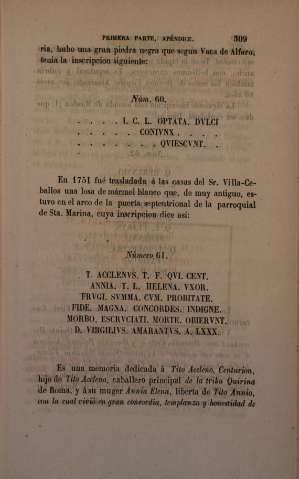 PRIMERA PARTE, APÉNDICE. 309
ria, hubo una gran piedra negra que segun Vaca de Alfaro,
tenia la inscripcion siguiente:
Núm. 60.
. . . . . I. C. L. OPTATA. DVLCI
. . . . . . CONIVNX . . . .
. . . . . . . QVIESCVNT. .
En 1751 fué trasladada á las casas del Sr. Villa-Ce-
ballos una losa de mármol blanco que, de muy antiguo, es-
tuvo en el arco de la puerta septentrional de la parroquial
de Sta. Marina, cuya inscripcion dice así:
Número 61.
T. ACCLENVS. T. F. QVI. CENT.
ANNIA. T. L. HELENA. VXOR.
FRVGI. SVMMA. CVM. PROBITATE.
FIDE. MAGNA. CONCORDES. INDIGNE.
MORBO. ESCRVCIATI. MORTE. OBIERVNT.
D. VIRGILIVS. AMARANTVS. A. LXXX.
Es una memoria dedicada á Tito Accleno, Centurion,
hijo de Tito Accleno, caballero principal de la tribu Quirina
de Roma, y á su muger Annia Elena, liberta de Tito Annio,
con la cual vivió en gran concordia, templanza y honestidad de